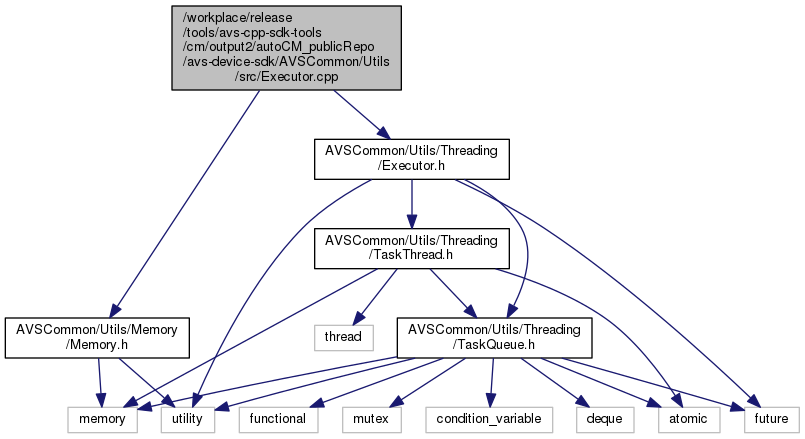 /workplace/release
/tools/avs-cpp-sdk-tools
/cm/output2/autoCM_publicRepo
/avs-device-sdk/AVSCommon/Utils
/src/Executor.cpp
AVSCommon/Utils/Threading
/Executor.h
AVSCommon/Utils/Threading
/TaskThread.h
AVSCommon/Utils/Memory
/Memory.h
thread
AVSCommon/Utils/Threading
/TaskQueue.h
memory
utility
functional
mutex
condition_variable
deque
atomic
future